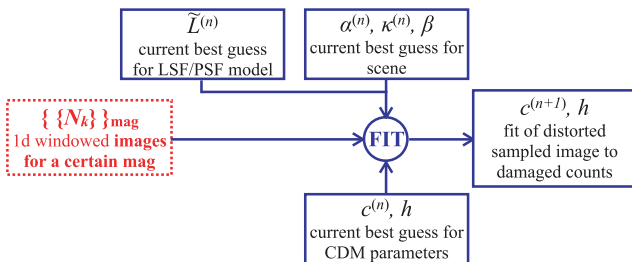 L̃⁽ⁿ⁾
current best guess
for LSF/PSF model
α⁽ⁿ⁾, κ⁽ⁿ⁾, β
current best guess for
scene
{ {Nₖ} }mag
1d windowed images
for a certain mag
FIT
c⁽ⁿ⁺¹⁾, h
fit of distorted
sampled image to
damaged counts
c⁽ⁿ⁾, h
current best guess for
CDM parameters